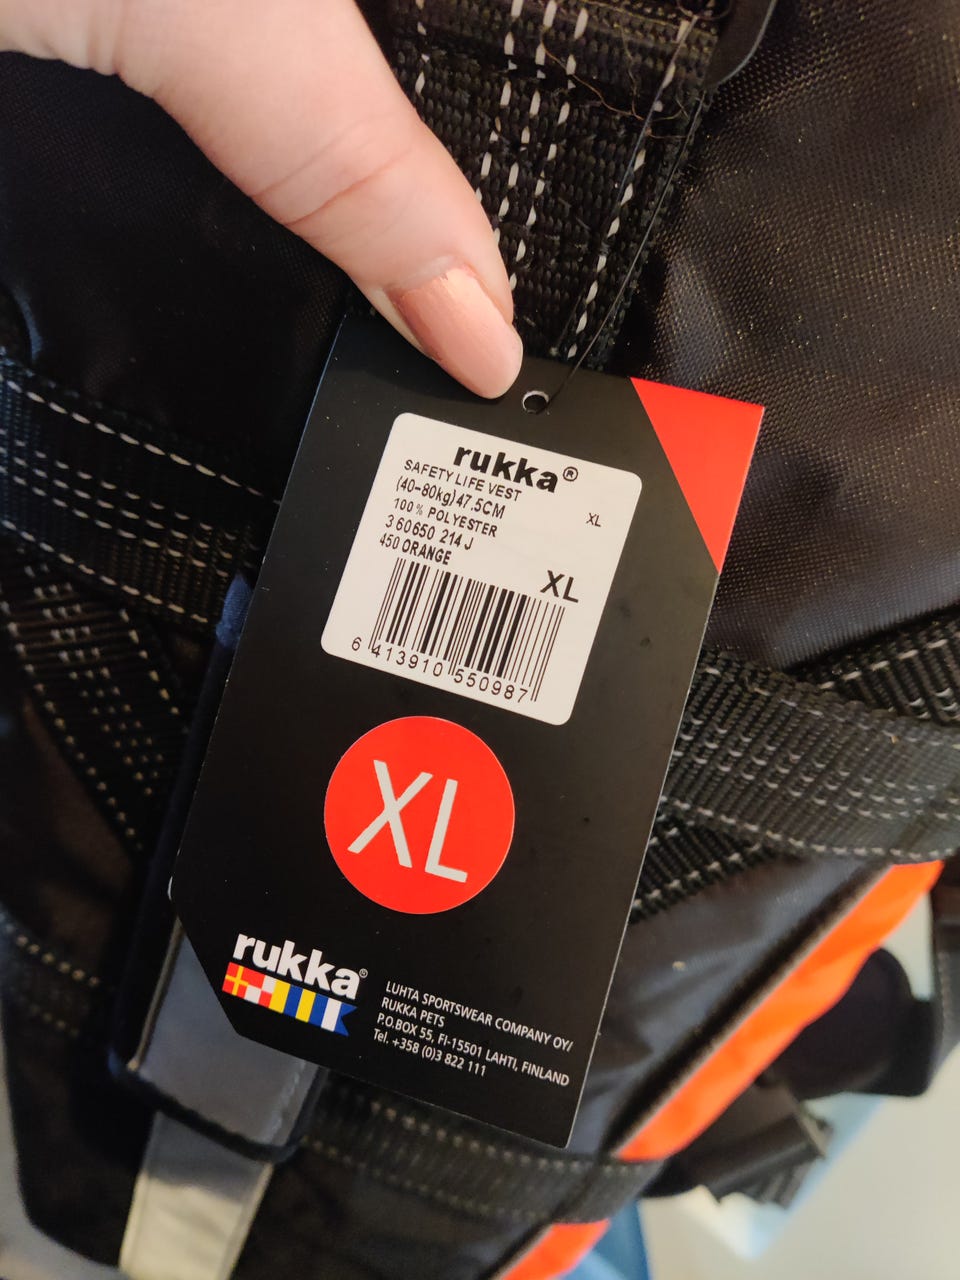 rukka®
SAFETY LIFE VEST
(40-80kg) 47.5CM
XL
100% POLYESTER
360650 214 J
450 ORANGE
XL
6 413910 550987
XL
rukka®
LUHTA SPORTSWEAR COMPANY OY/
RUKKA PETS
P.O.BOX 55, FI-15501 LAHTI, FINLAND
Tel. +358 (0)3 822 111